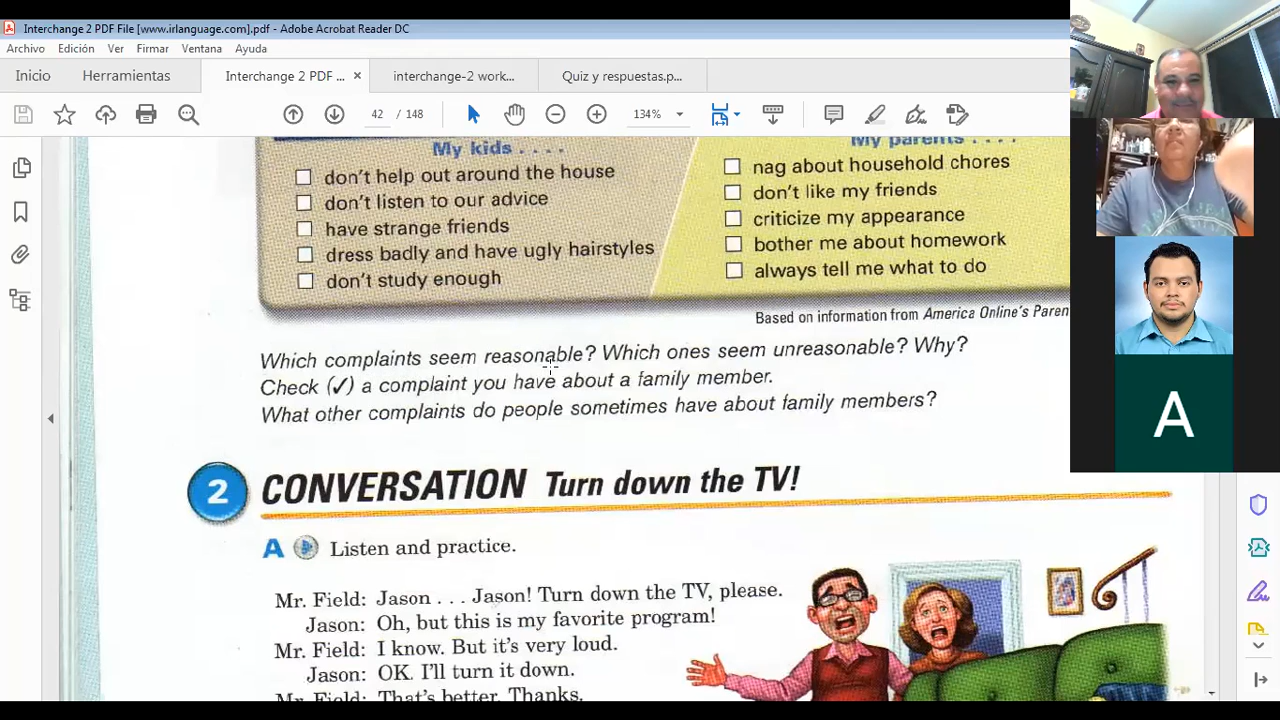 Interchange 2 PDF File [www.irlanguage.com].pdf - Adobe Acrobat Reader DC
Archivo Edición Ver Firmar Ventana Ayuda
Inicio Herramientas Interchange 2 PDF ... × interchange-2 work... Quiz y respuestas.p...
42 / 148 134%
My kids . . . .
don't help out around the house
don't listen to our advice
have strange friends
dress badly and have ugly hairstyles
don't study enough
My parents . . . .
nag about household chores
don't like my friends
criticize my appearance
bother me about homework
always tell me what to do
Based on information from America Online's Paren
Which complaints seem reasonable? Which ones seem unreasonable? Why?
Check (✓) a complaint you have about a family member.
What other complaints do people sometimes have about family members?
2 CONVERSATION Turn down the TV!
A Listen and practice.
Mr. Field: Jason . . . Jason! Turn down the TV, please.
Jason: Oh, but this is my favorite program!
Mr. Field: I know. But it's very loud.
Jason: OK. I'll turn it down.
Mr. Field: That's better. Thanks.
A